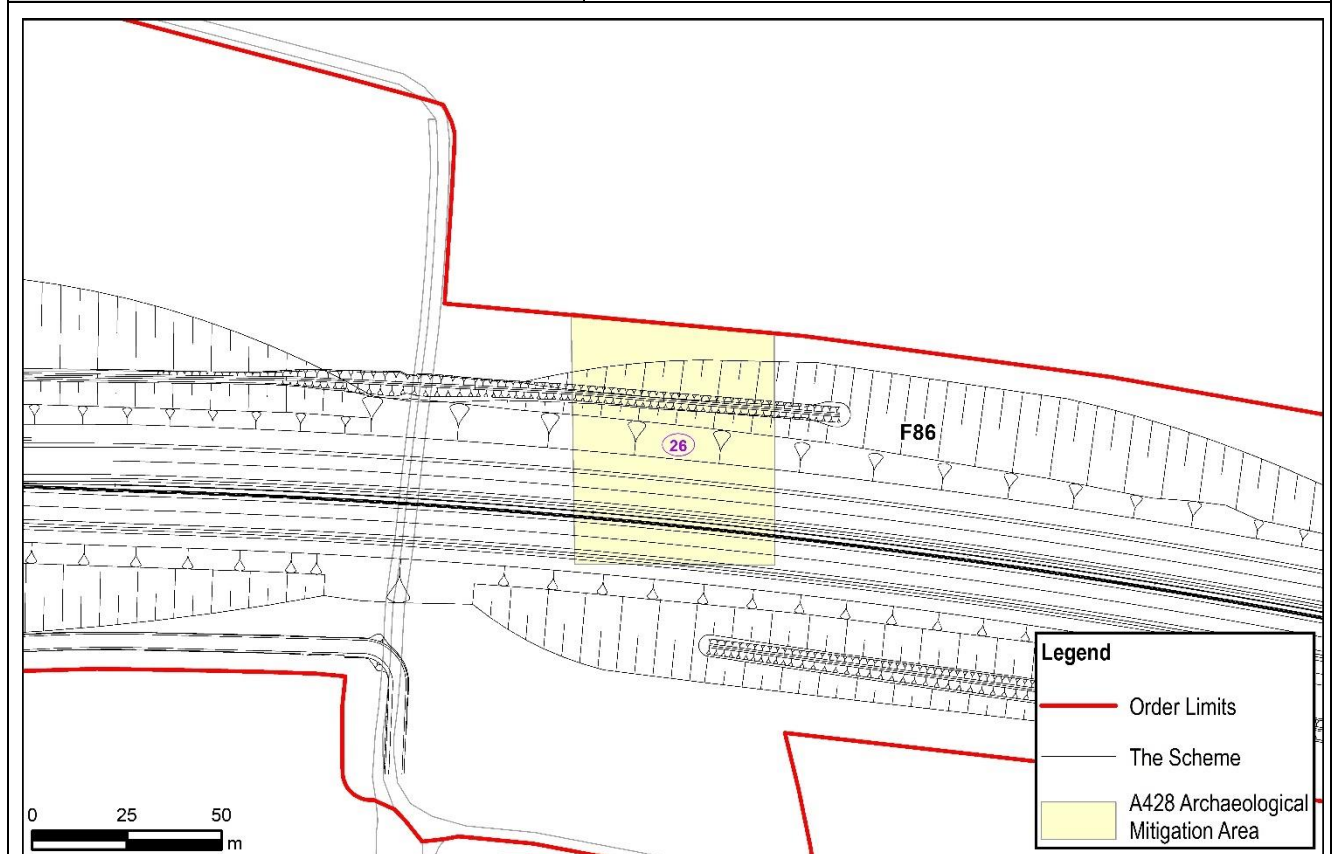 F86
26
Legend
Order Limits
The Scheme
A428 Archaeological
Mitigation Area
0 25 50
m